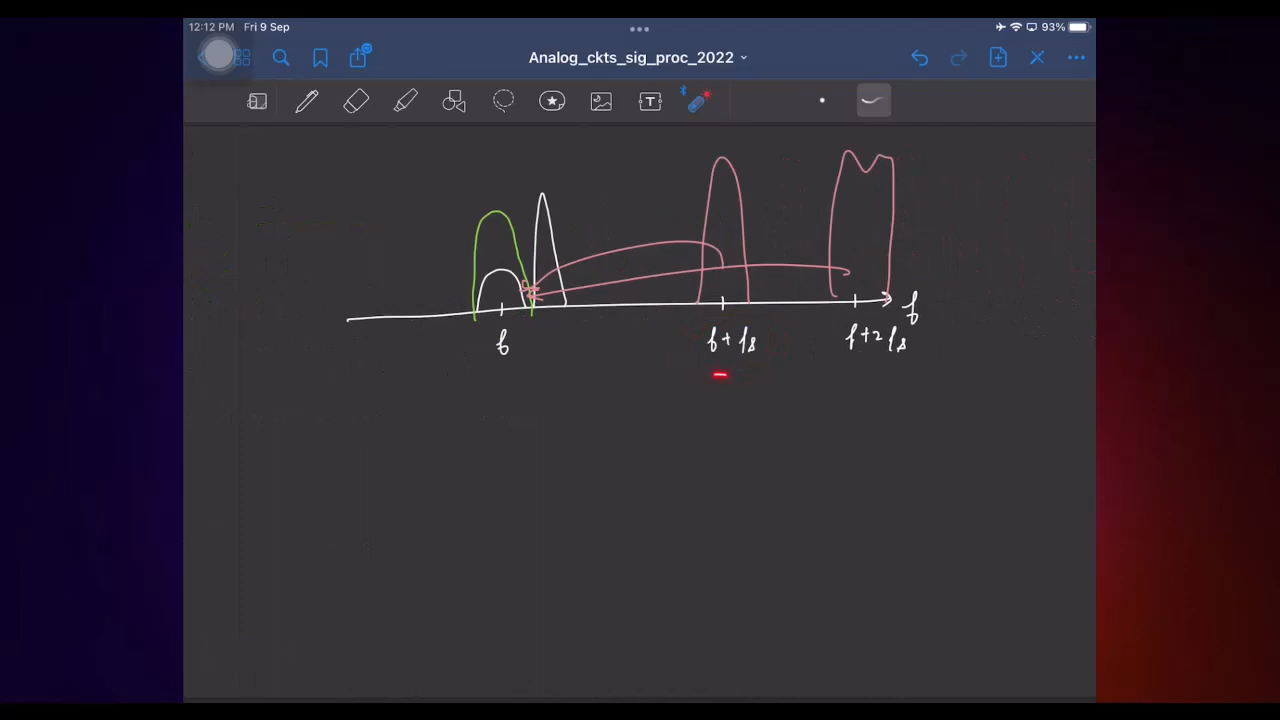 12:12 PM Fri 9 Sep
93%
Analog_ckts_sig_proc_2022
T
f
f
f + fs
f + 2 fs